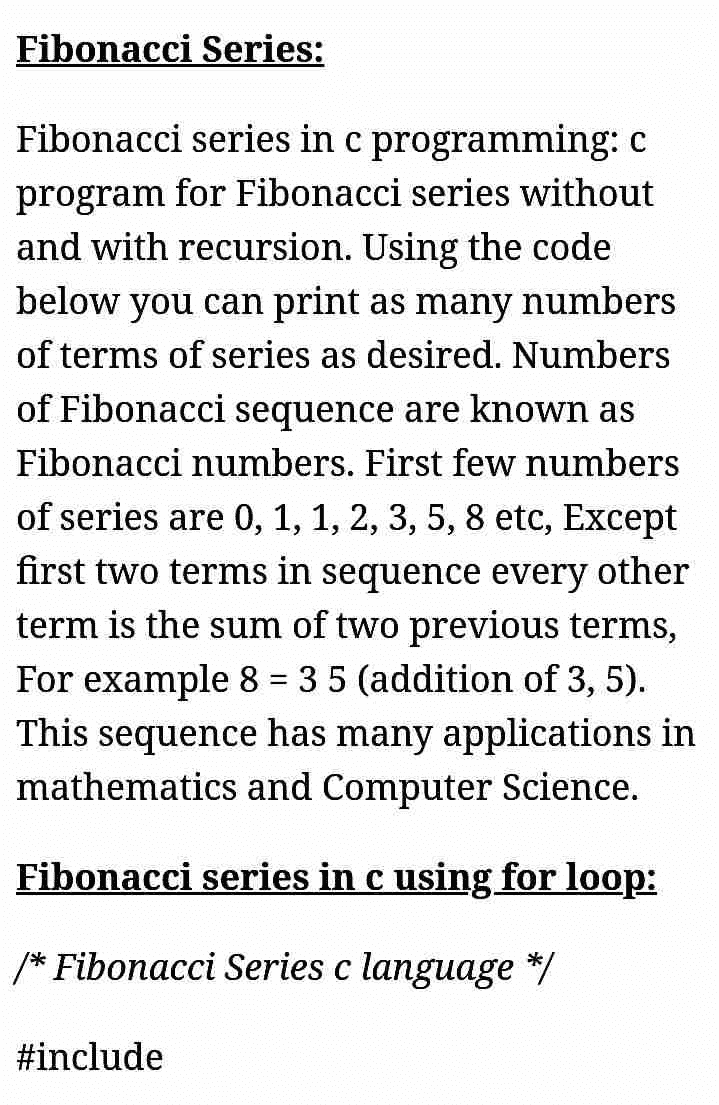 Fibonacci Series:
Fibonacci series in c programming: c
program for Fibonacci series without
and with recursion. Using the code
below you can print as many numbers
of terms of series as desired. Numbers
of Fibonacci sequence are known as
Fibonacci numbers. First few numbers
of series are 0, 1, 1, 2, 3, 5, 8 etc, Except
first two terms in sequence every other
term is the sum of two previous terms,
For example 8 = 3 5 (addition of 3, 5).
This sequence has many applications in
mathematics and Computer Science.
Fibonacci series in c using for loop:
/* Fibonacci Series c language */
#include